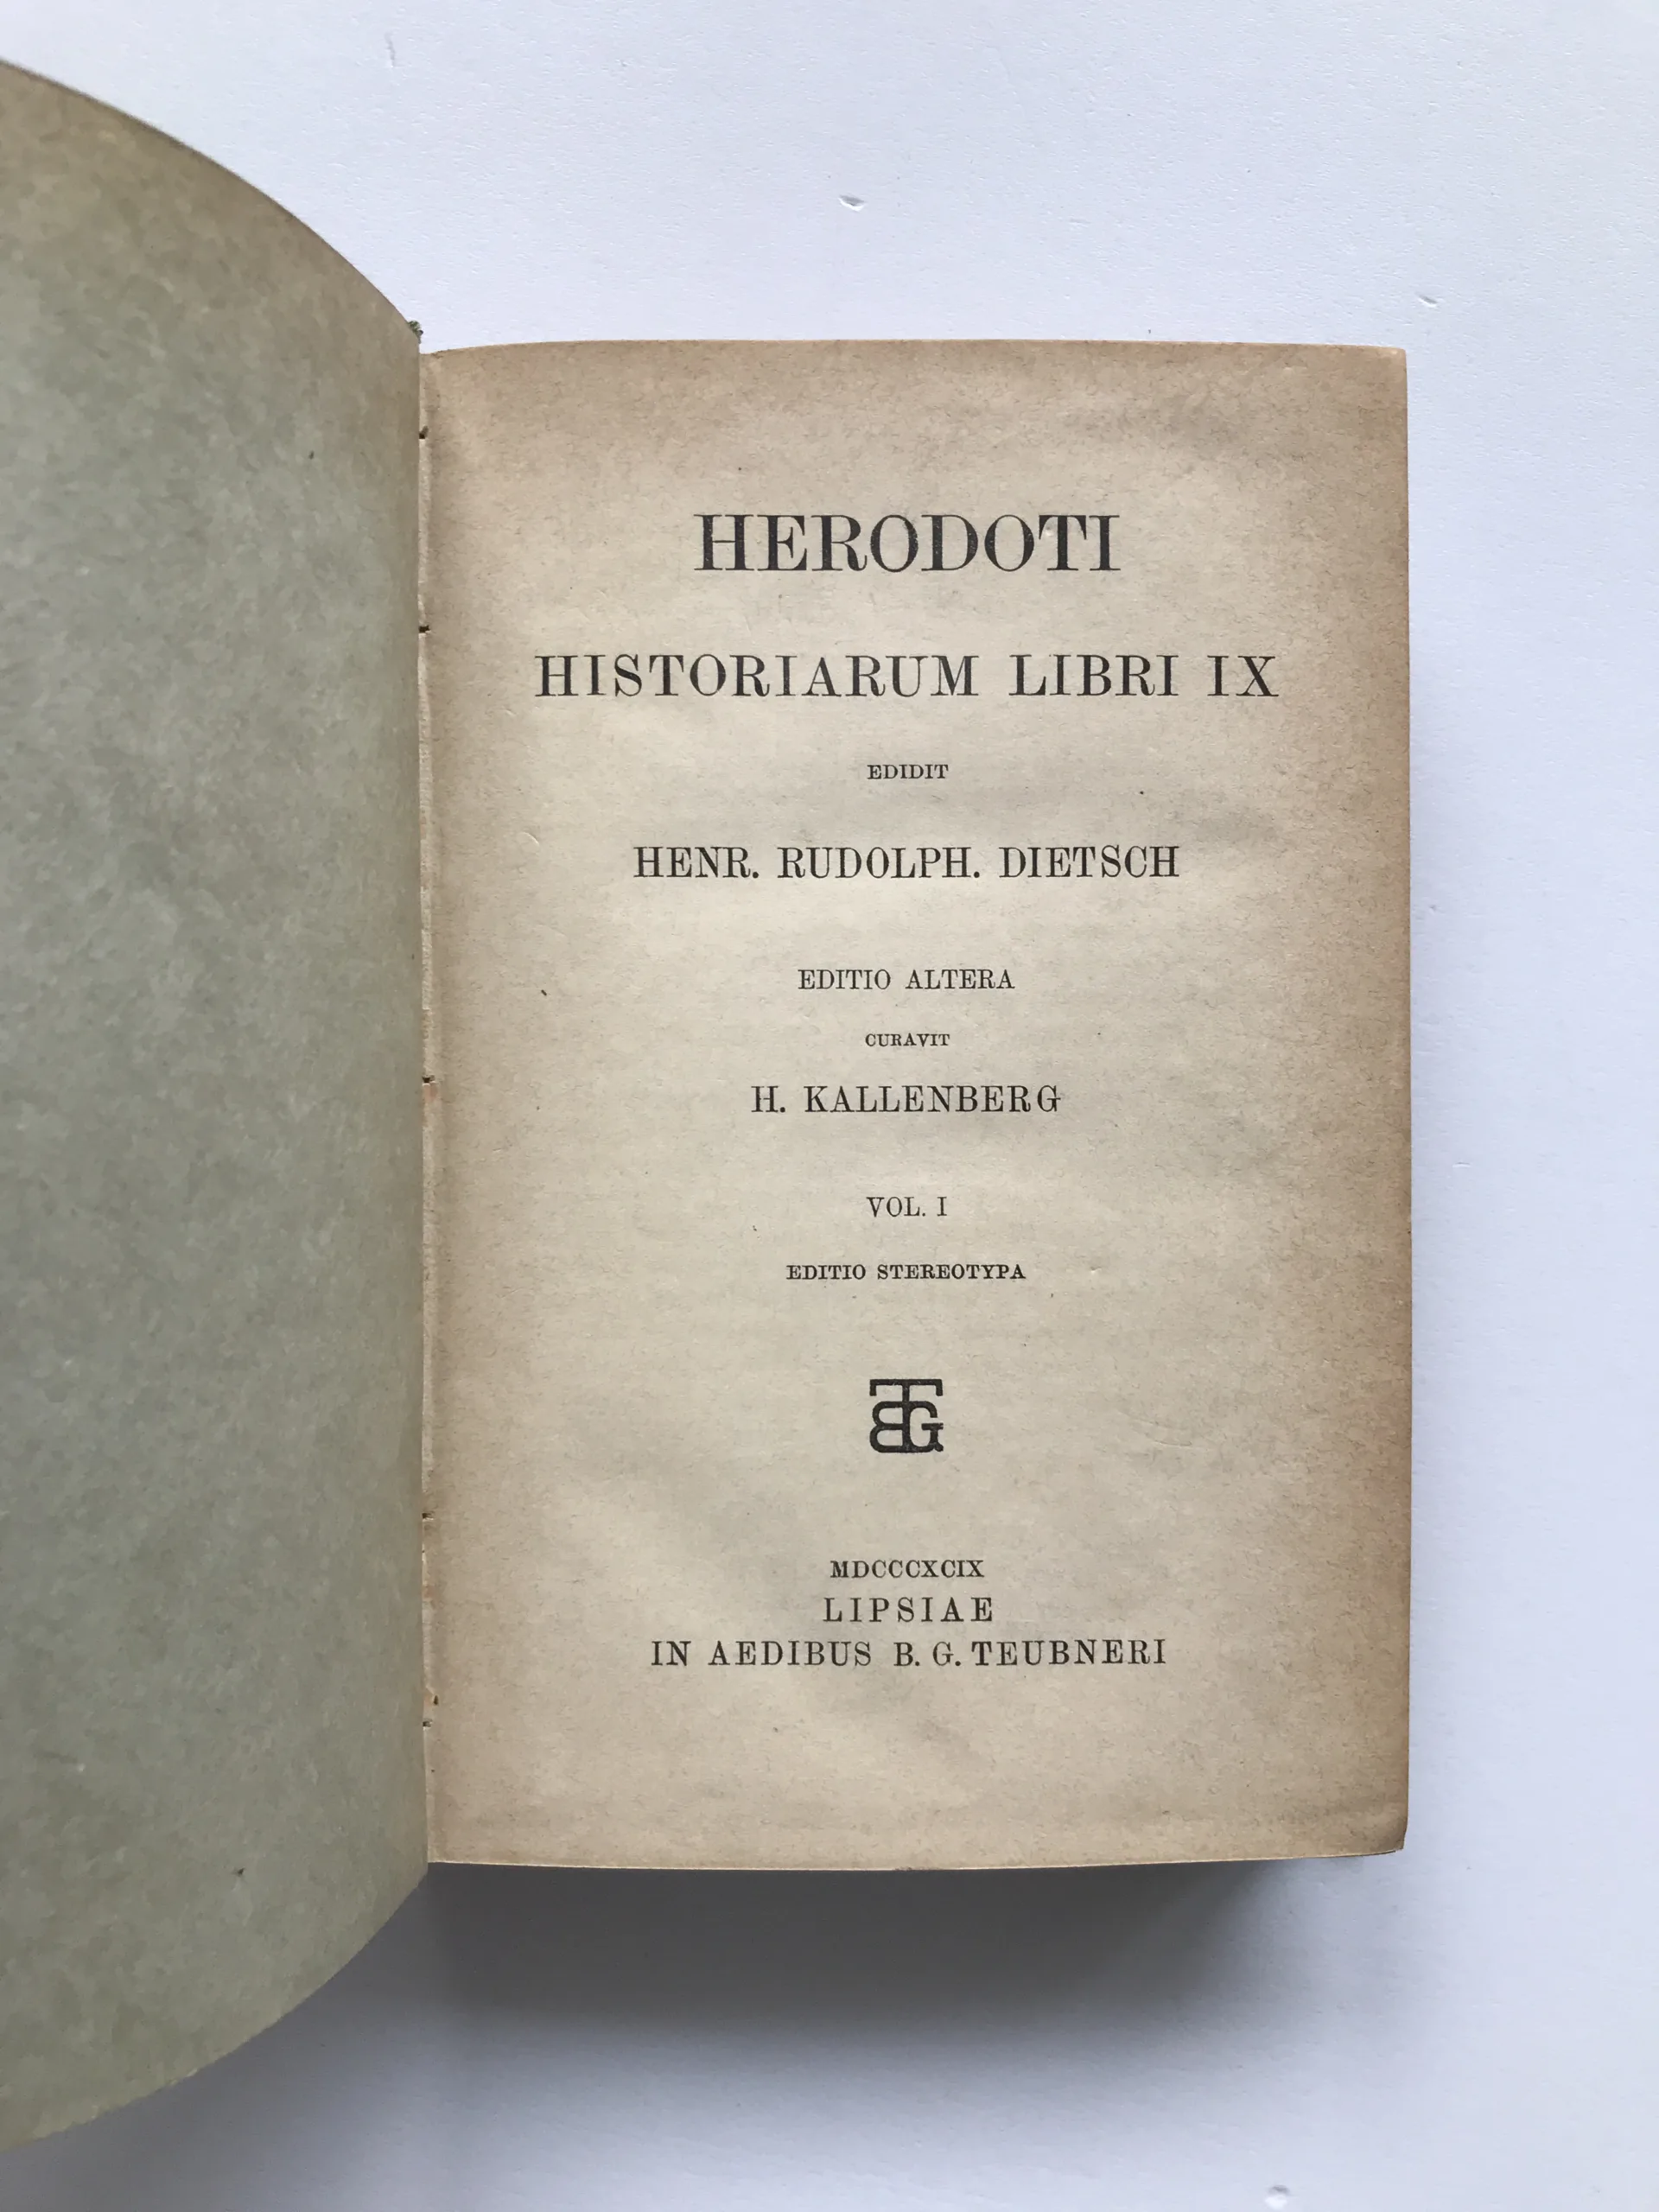 HERODOTI
HISTORIARUM LIBRI IX
EDIDIT
HENR. RUDOLPH. DIETSCH
EDITIO ALTERA
CURAVIT
H. KALLENBERG
VOL. I
EDITIO STEREOTYPA
BTG
MDCCCXCIX
LIPSIAE
IN AEDIBUS B. G. TEUBNERI